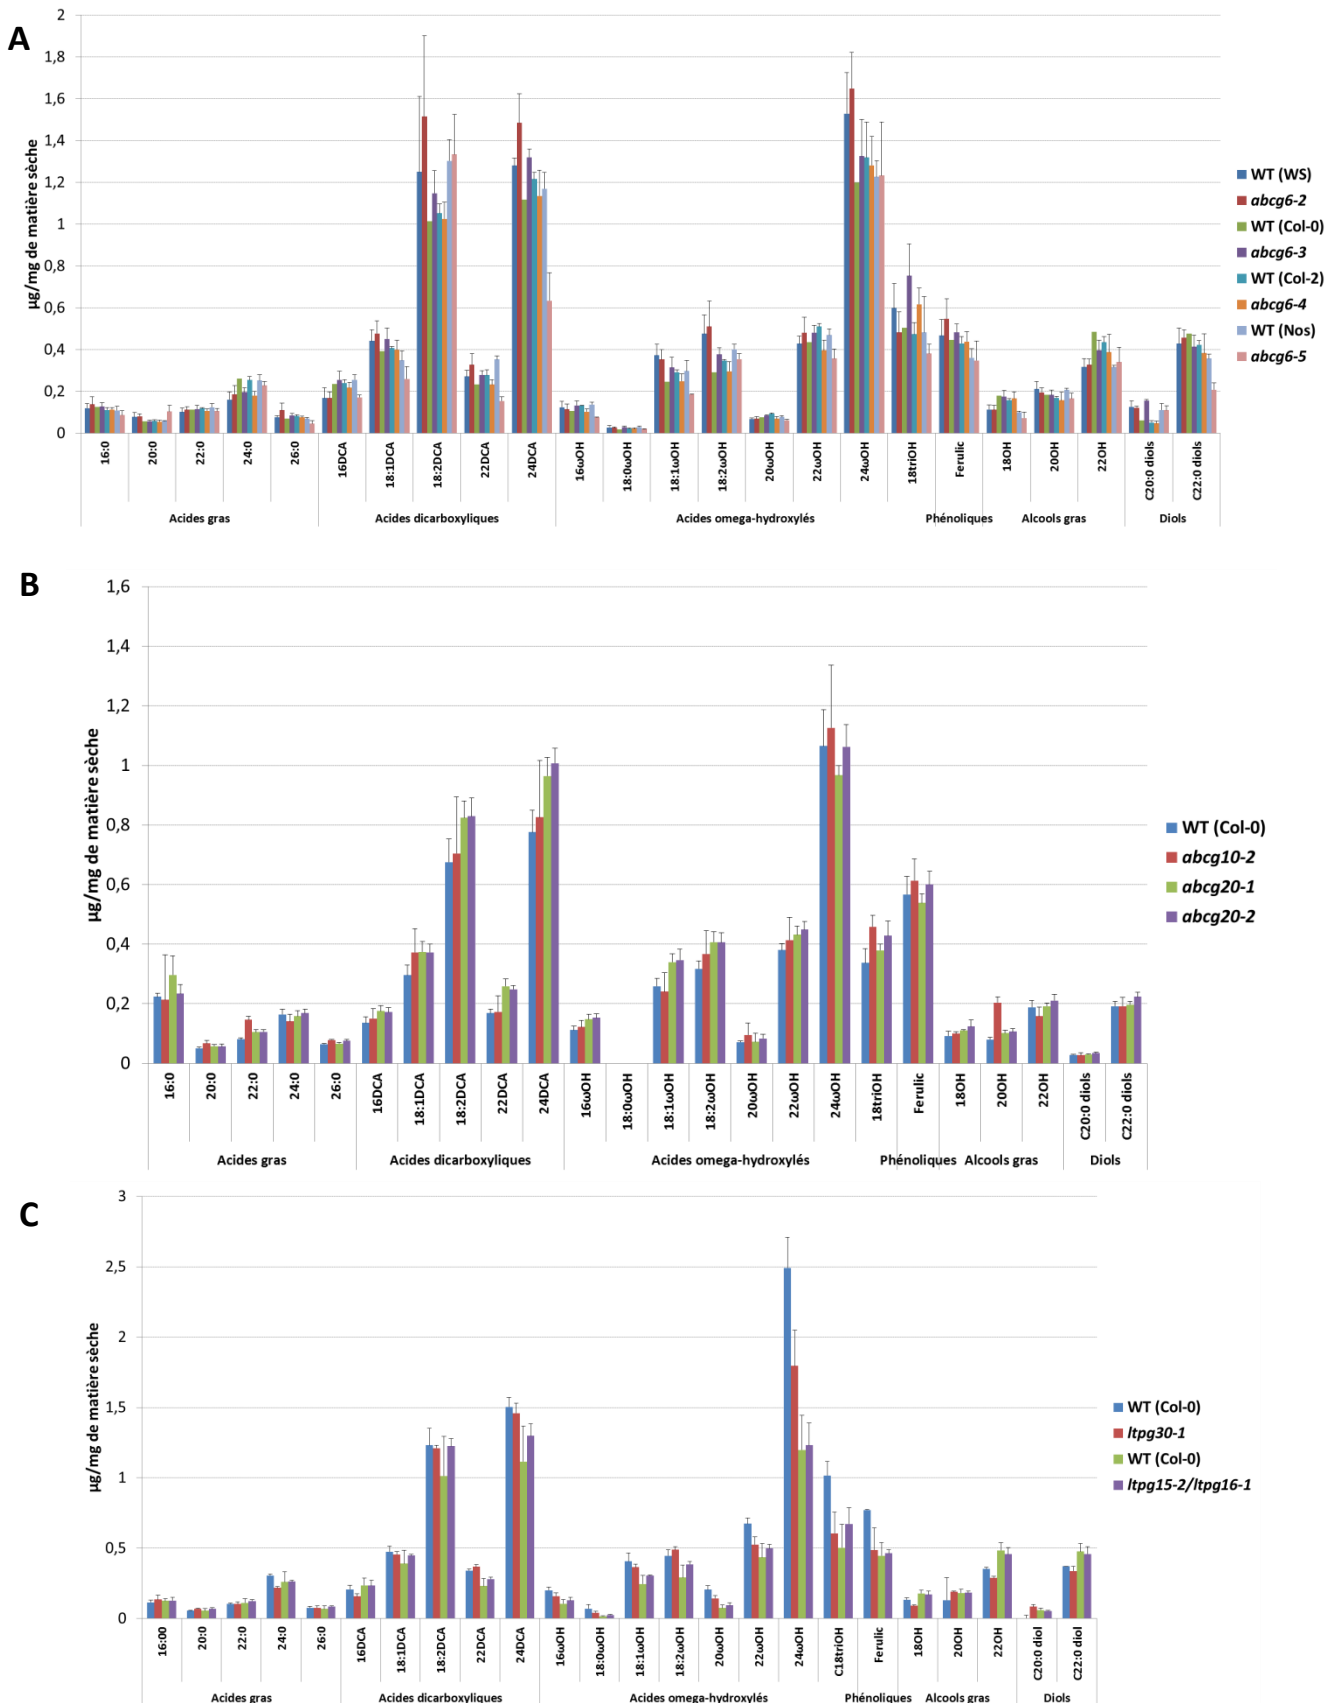 A
2
1,8
1,6
1,4
1,2
1
0,8
0,6
0,4
0,2
0
µg/mg de matière sèche
16:0
20:0
22:0
24:0
26:0
16DCA
18:1DCA
18:2DCA
22DCA
24DCA
16ωOH
18:0ωOH
18:1ωOH
18:2ωOH
20ωOH
22ωOH
24ωOH
18triOH
Ferulic
18OH
20OH
22OH
C20:0 diols
C22:0 diols
Acides gras
Acides dicarboxyliques
Acides omega-hydroxylés
Phénoliques
Alcools gras
Diols
WT (WS)
abcg6-2
WT (Col-0)
abcg6-3
WT (Col-2)
abcg6-4
WT (Nos)
abcg6-5
B
1,6
1,4
1,2
1
0,8
0,6
0,4
0,2
0
µg/mg de matière sèche
16:0
20:0
22:0
24:0
26:0
16DCA
18:1DCA
18:2DCA
22DCA
24DCA
16ωOH
18:0ωOH
18:1ωOH
18:2ωOH
20ωOH
22ωOH
24ωOH
18triOH
Ferulic
18OH
20OH
22OH
C20:0 diols
C22:0 diols
Acides gras
Acides dicarboxyliques
Acides omega-hydroxylés
Phénoliques
Alcools gras
Diols
WT (Col-0)
abcg10-2
abcg20-1
abcg20-2
C
3
2,5
2
1,5
1
0,5
0
µg/mg de matière sèche
16:00
20:0
22:0
24:0
26:0
16DCA
18:1DCA
18:2DCA
22DCA
24DCA
16ωOH
18:0ωOH
18:1ωOH
18:2ωOH
20ωOH
22ωOH
24ωOH
C18triOH
Ferulic
18OH
20OH
22OH
C20:0 diol
C22:0 diol
Acides gras
Acides dicarboxyliques
Acides omega-hydroxylés
Phénoliques
Alcools gras
Diols
WT (Col-0)
ltpg30-1
WT (Col-0)
ltpg15-2/ltpg16-1